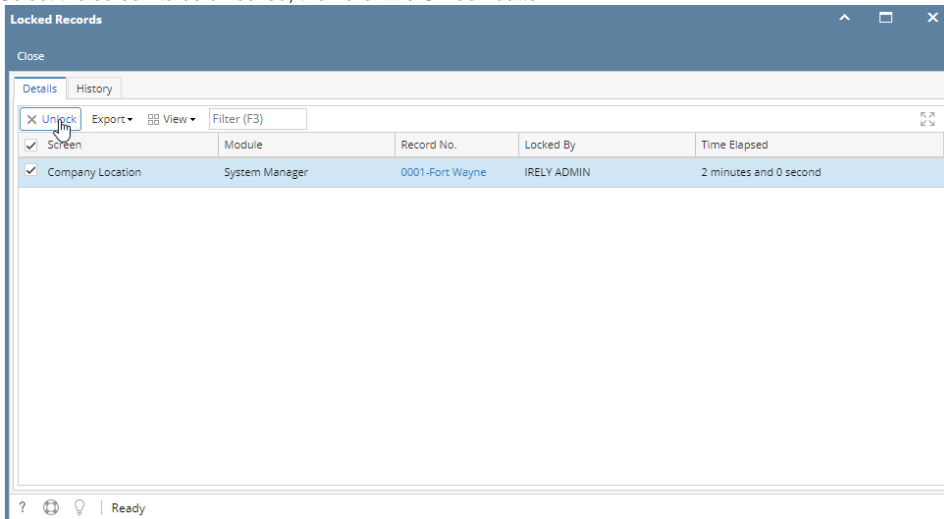 Locked Records
Close
Details History
Unlock Export View Filter (F3)
Screen Module Record No. Locked By Time Elapsed
Company Location System Manager 0001-Fort Wayne IRELY ADMIN 2 minutes and 0 second
? Ready